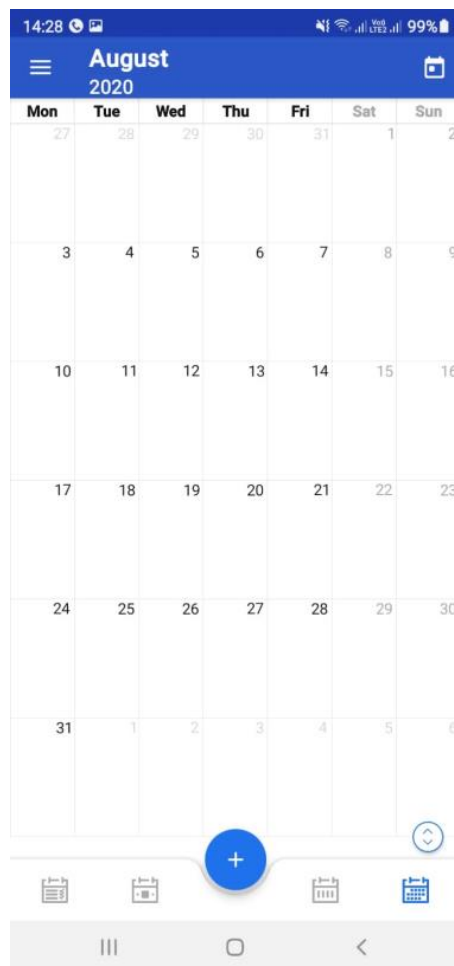 14:28 Vo) LTE2 99%
August
2020
Mon Tue Wed Thu Fri Sat Sun
27 28 29 30 31 1 2
3 4 5 6 7 8 9
10 11 12 13 14 15 16
17 18 19 20 21 22 23
24 25 26 27 28 29 30
31 1 2 3 4 5 6
+